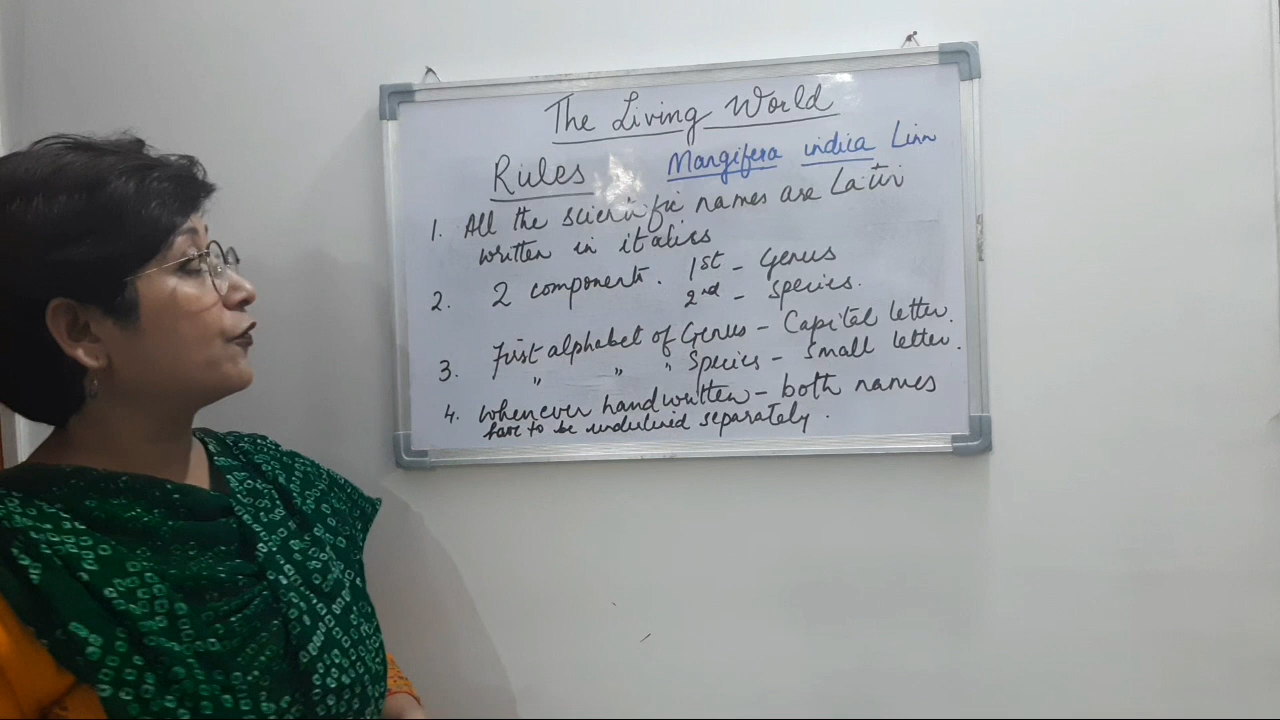 The Living World
Rules Mangifera indica Linn
1. All the scientific names are Latin
written in italics
2. 2 components. 1st - Genus
2nd - Species.
3. First alphabet of Genus - Capital letter.
" " " Species - Small letter.
4. Whenever handwritten - both names
have to be underlined separately.